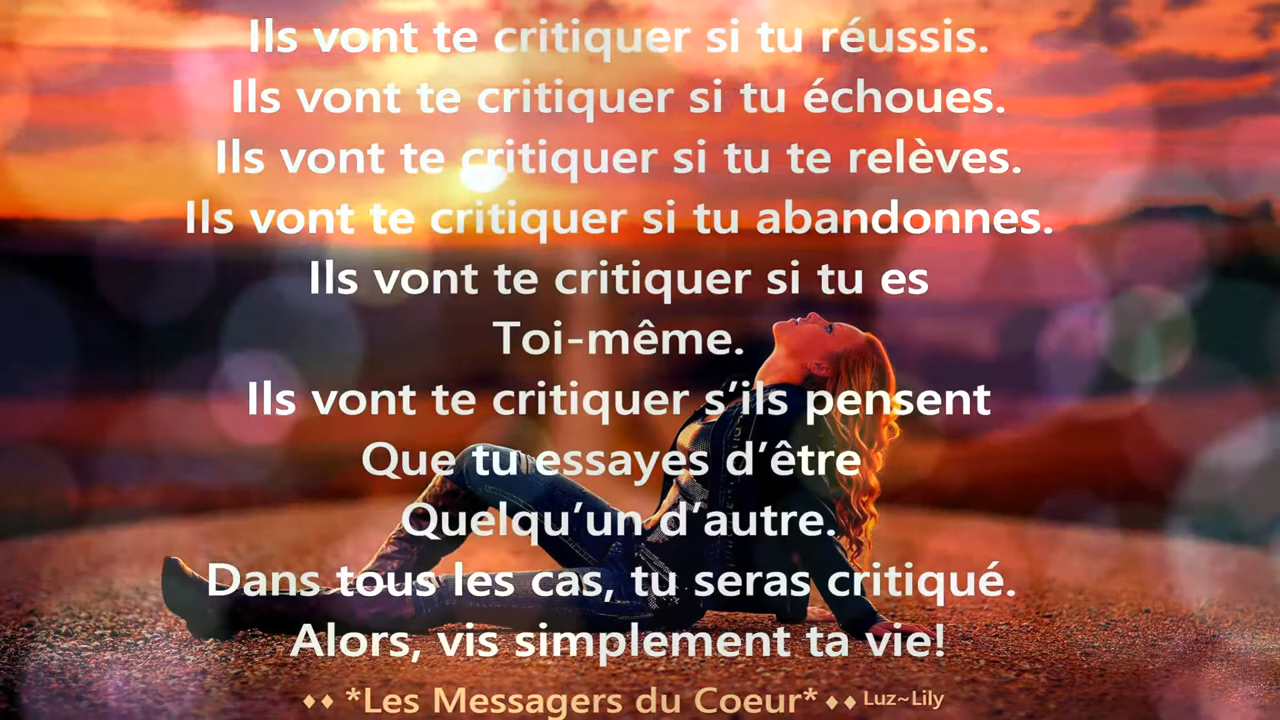 Ils vont te critiquer si tu réussis.
Ils vont te critiquer si tu échoues.
Ils vont te critiquer si tu te relèves.
Ils vont te critiquer si tu abandonnes.
Ils vont te critiquer si tu es
Toi-même.
Ils vont te critiquer s’ils pensent
Que tu essayes d’être
Quelqu’un d’autre.
Dans tous les cas, tu seras critiqué.
Alors, vis simplement ta vie!
♦♦ *Les Messagers du Coeur* ♦♦ Luz~Lily